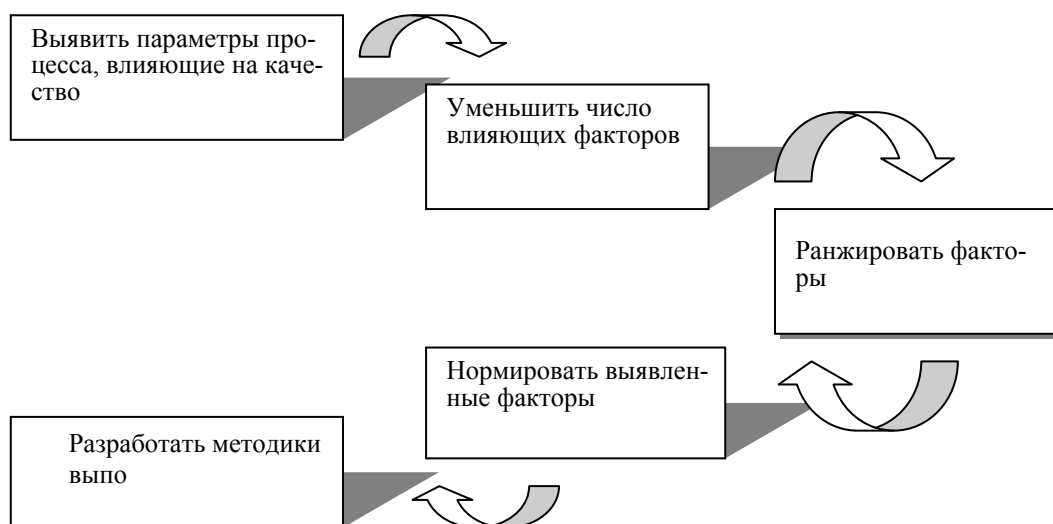 Выявить параметры про-
цесса, влияющие на каче-
ство
Уменьшить число
влияющих факторов
Ранжировать факто-
ры
Нормировать выявлен-
ные факторы
Разработать методики
выпо